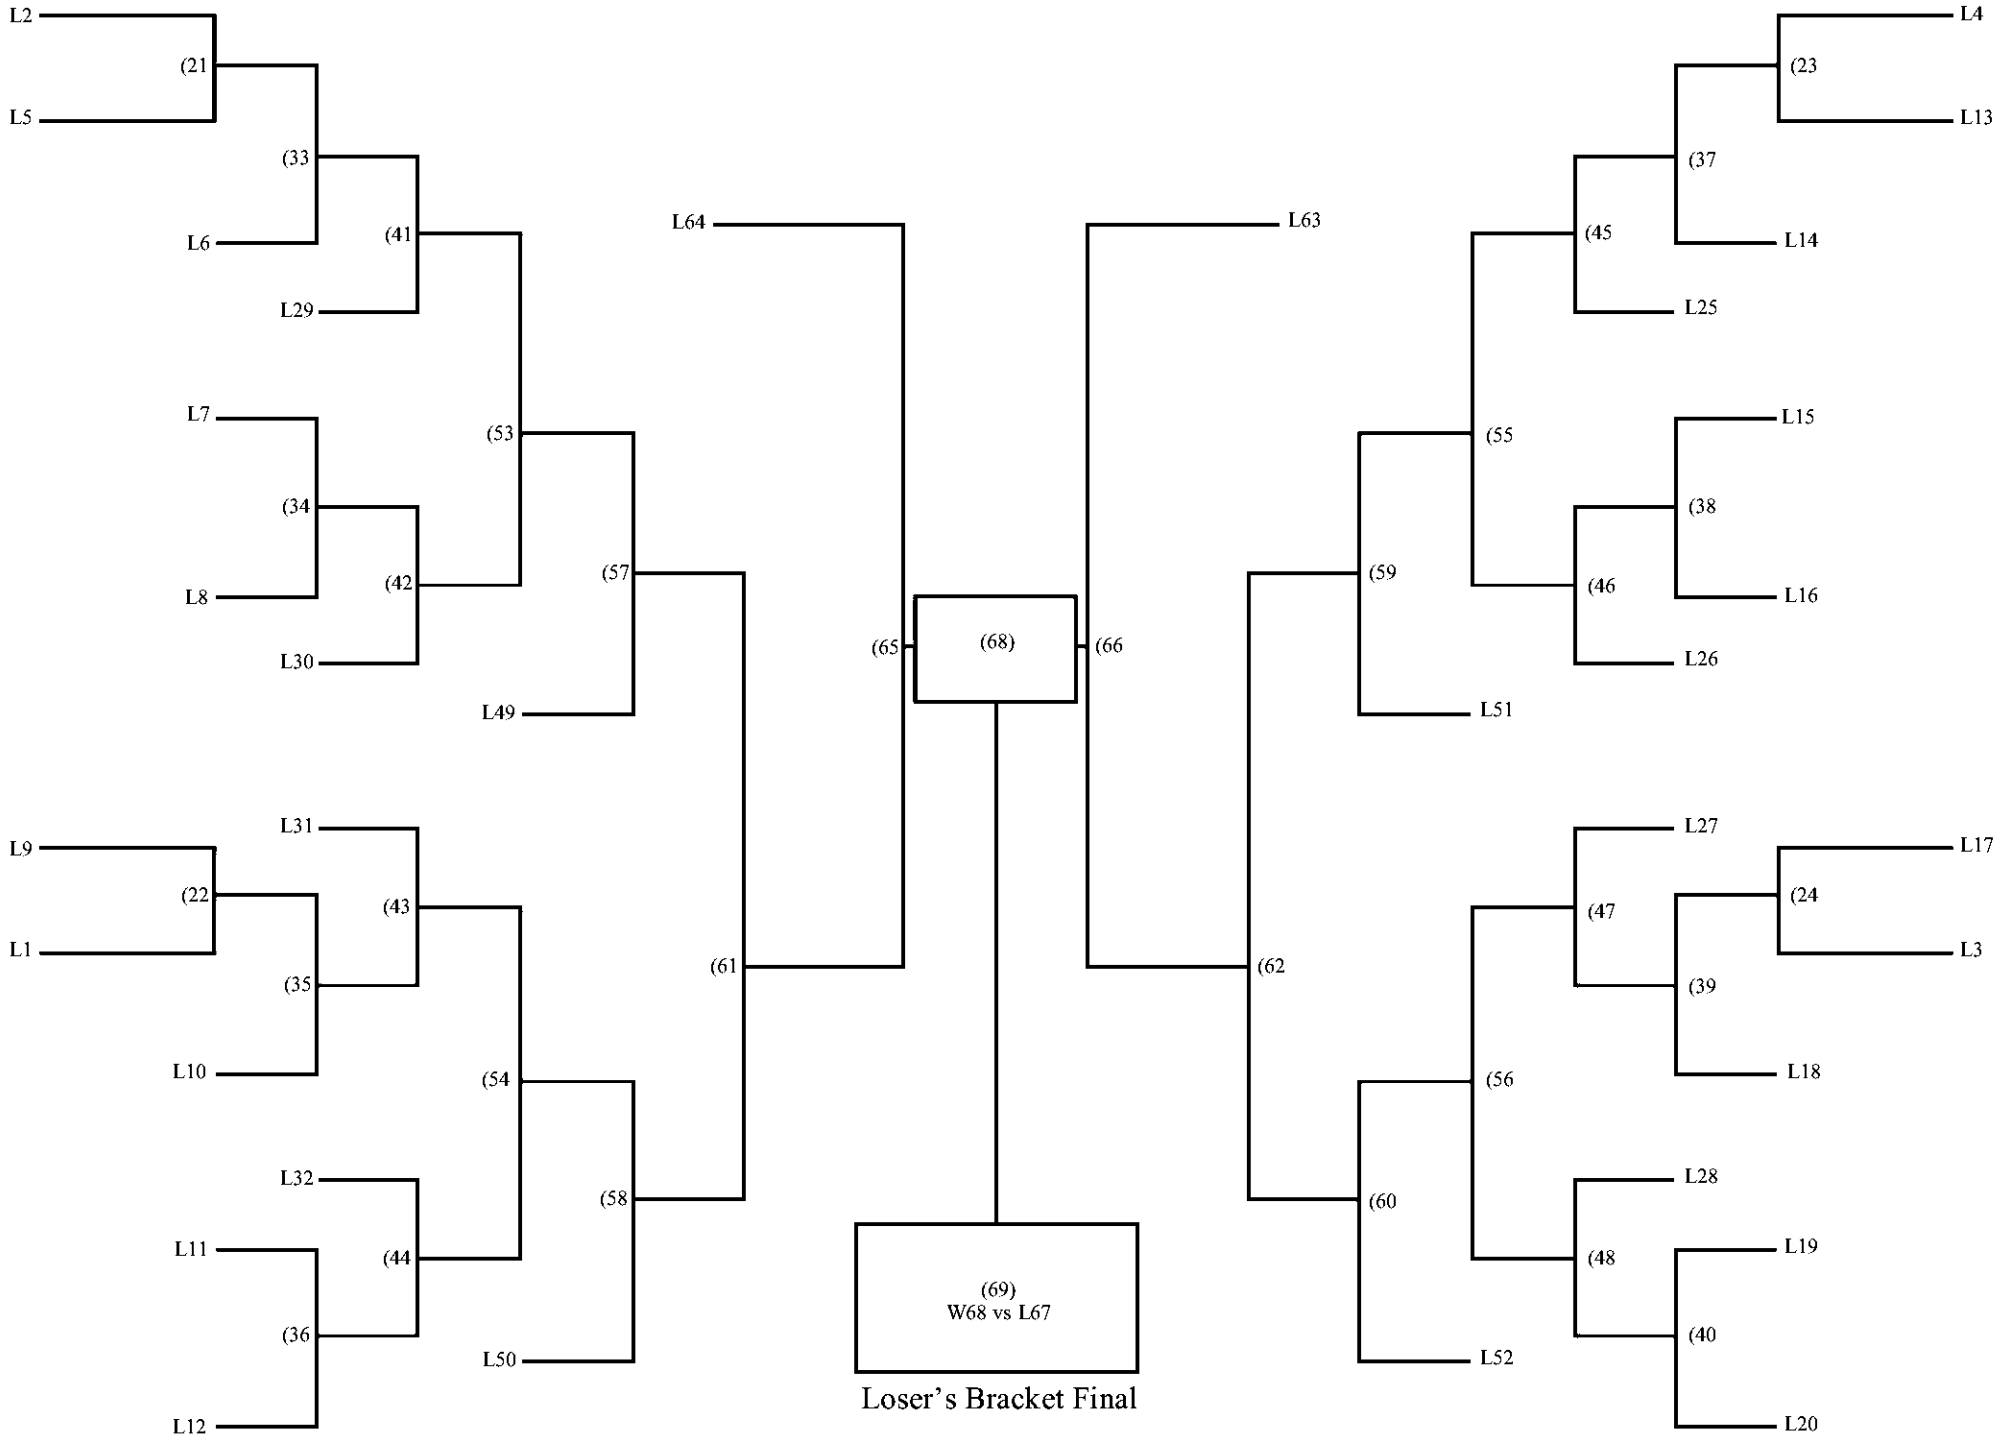 L2
L4
(21
(23
L5
L13
(33
(37
L64
L63
L6
(41
(45
L14
L29
L25
L7
L15
(53
(55
(34
(38
(57
(59
(42
(46
L8
L16
(65
(68)
(66
L30
L26
L49
L51
L31
L27
L9
L17
(22
(43
(47
(24
L1
L3
(61
(62
(35
(39
L10
L18
(54
(56
L32
L28
(58
(60
L11
L19
(44
(48
(69)
W68 vs L67
(36
(40
L50
L52
Loser's Bracket Final
L12
L20